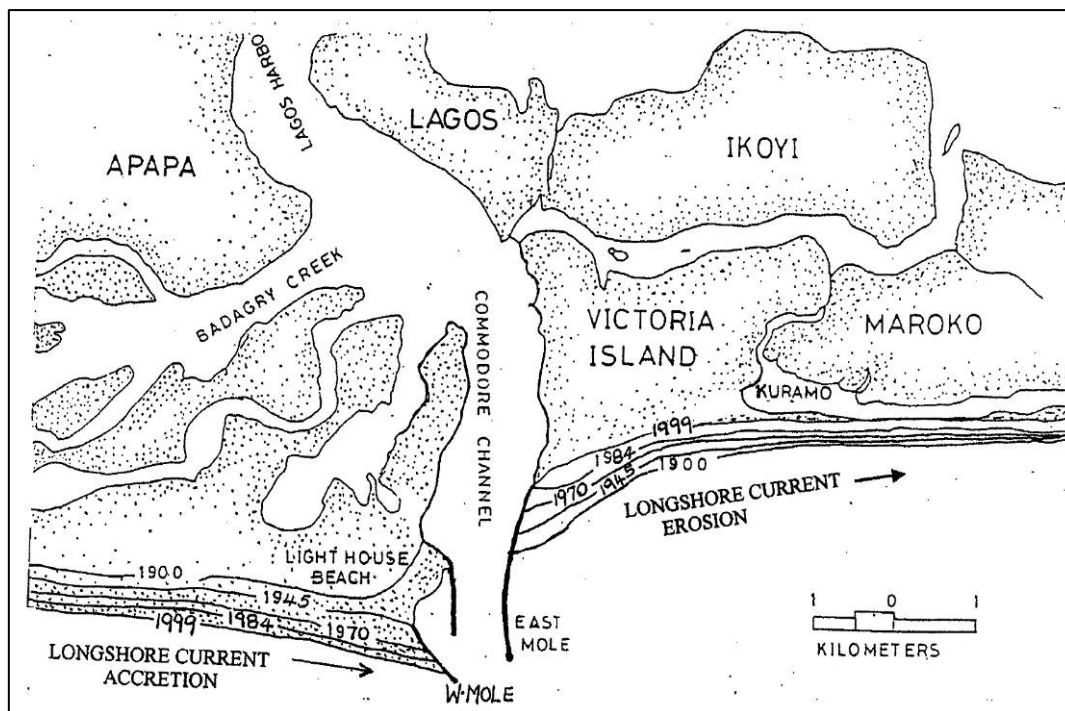 LAGOS HARBO
LAGOS
APAPA
IKOYI
BADAGRY CREEK
COMMODORE CHANNEL
VICTORIA
ISLAND
MAROKO
KURAMO
1999
1984
1970
1945
1900
LONGSHORE CURRENT
EROSION
LIGHT HOUSE
BEACH
1900
1945
1970
1984
1999
LONGSHORE CURRENT
ACCRETION
EAST
MOLE
W.MOLE
1 0 1
KILOMETERS